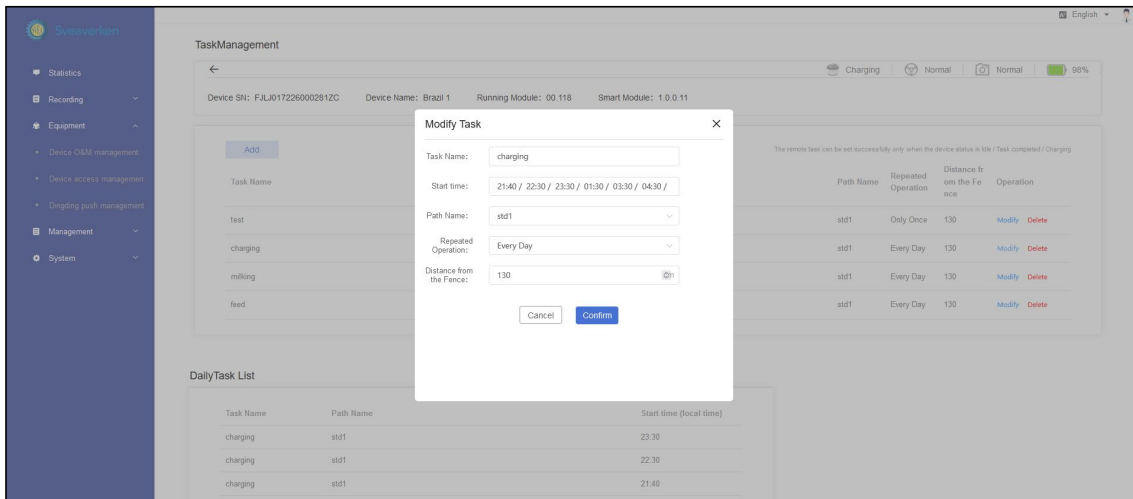 Sveaverken
English
TaskManagement
Statistics
Charging Normal Normal 98%
Recording
Device SN: FJLJ017226000281ZC Device Name: Brazil 1 Running Module: 00.118 Smart Module: 1.0.0.11
Equipment
Modify Task
Device O&M management
Add
Task Name: charging
The remote task can be set successfully only when the device status in Idle / Task completed / Charging
Device access managemen
Task Name
Start time: 21:40 / 22:30 / 23:30 / 01:30 / 03:30 / 04:30 /
Path Name
Repeated
Operation
Distance fr
om the Fe
nce
Operation
Dingding push management
Path Name: std1
test
std1 Only Once 130 Modify Delete
Management
Repeated
Operation:
Every Day
charging
std1 Every Day 130 Modify Delete
System
Distance from
the Fence:
130
milking
std1 Every Day 130 Modify Delete
feed
std1 Every Day 130 Modify Delete
Cancel Confirm
DailyTask List
Task Name Path Name Start time (local time)
charging std1 23:30
charging std1 22:30
charging std1 21:40